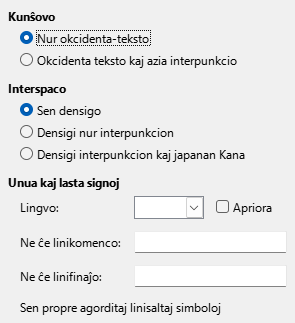 Kunŝovo
Nur okcidenta-teksto
Okcidenta teksto kaj azia interpunkcio
Interspaco
Sen densigo
Densigi nur interpunkcion
Densigi interpunkcion kaj japanan Kana
Unua kaj lasta signoj
Lingvo: Apriora
Ne ĉe linikomenco:
Ne ĉe linifinaĵo:
Sen propre agorditaj linisaltaj simboloj